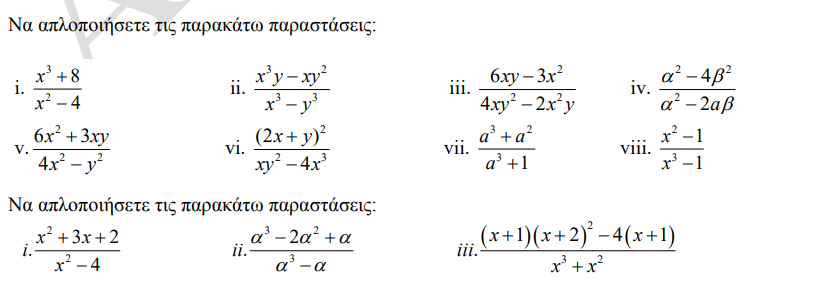 Να απλοποιήσετε τις παρακάτω παραστάσεις:
i. (x³ + 8)/(x² − 4) ii. (x³y − xy²)/(x³ − y³) iii. (6xy − 3x²)/(4xy² − 2x²y) iv. (α² − 4β²)/(α² − 2αβ)
v. (6x² + 3xy)/(4x² − y²) vi. (2x + y)²/(xy² − 4x³) vii. (a³ + a²)/(a³ + 1) viii. (x² − 1)/(x³ − 1)
Να απλοποιήσετε τις παρακάτω παραστάσεις:
i. (x² + 3x + 2)/(x² − 4) ii. (α³ − 2α² + α)/(α³ − α) iii. ((x + 1)(x + 2)² − 4(x + 1))/(x³ + x²)